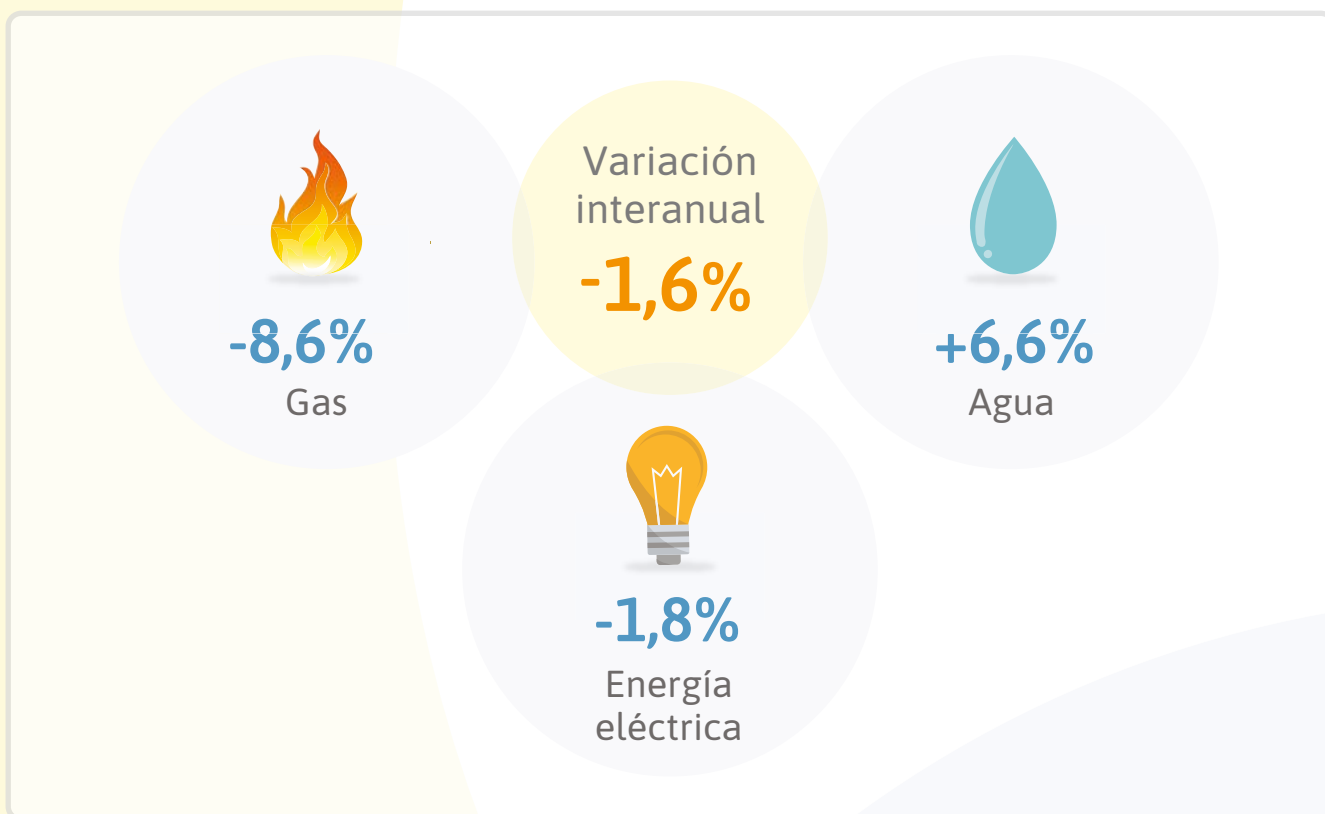 Variación
interanual
-1,6%
-8,6%
Gas
+6,6%
Agua
-1,8%
Energía
eléctrica